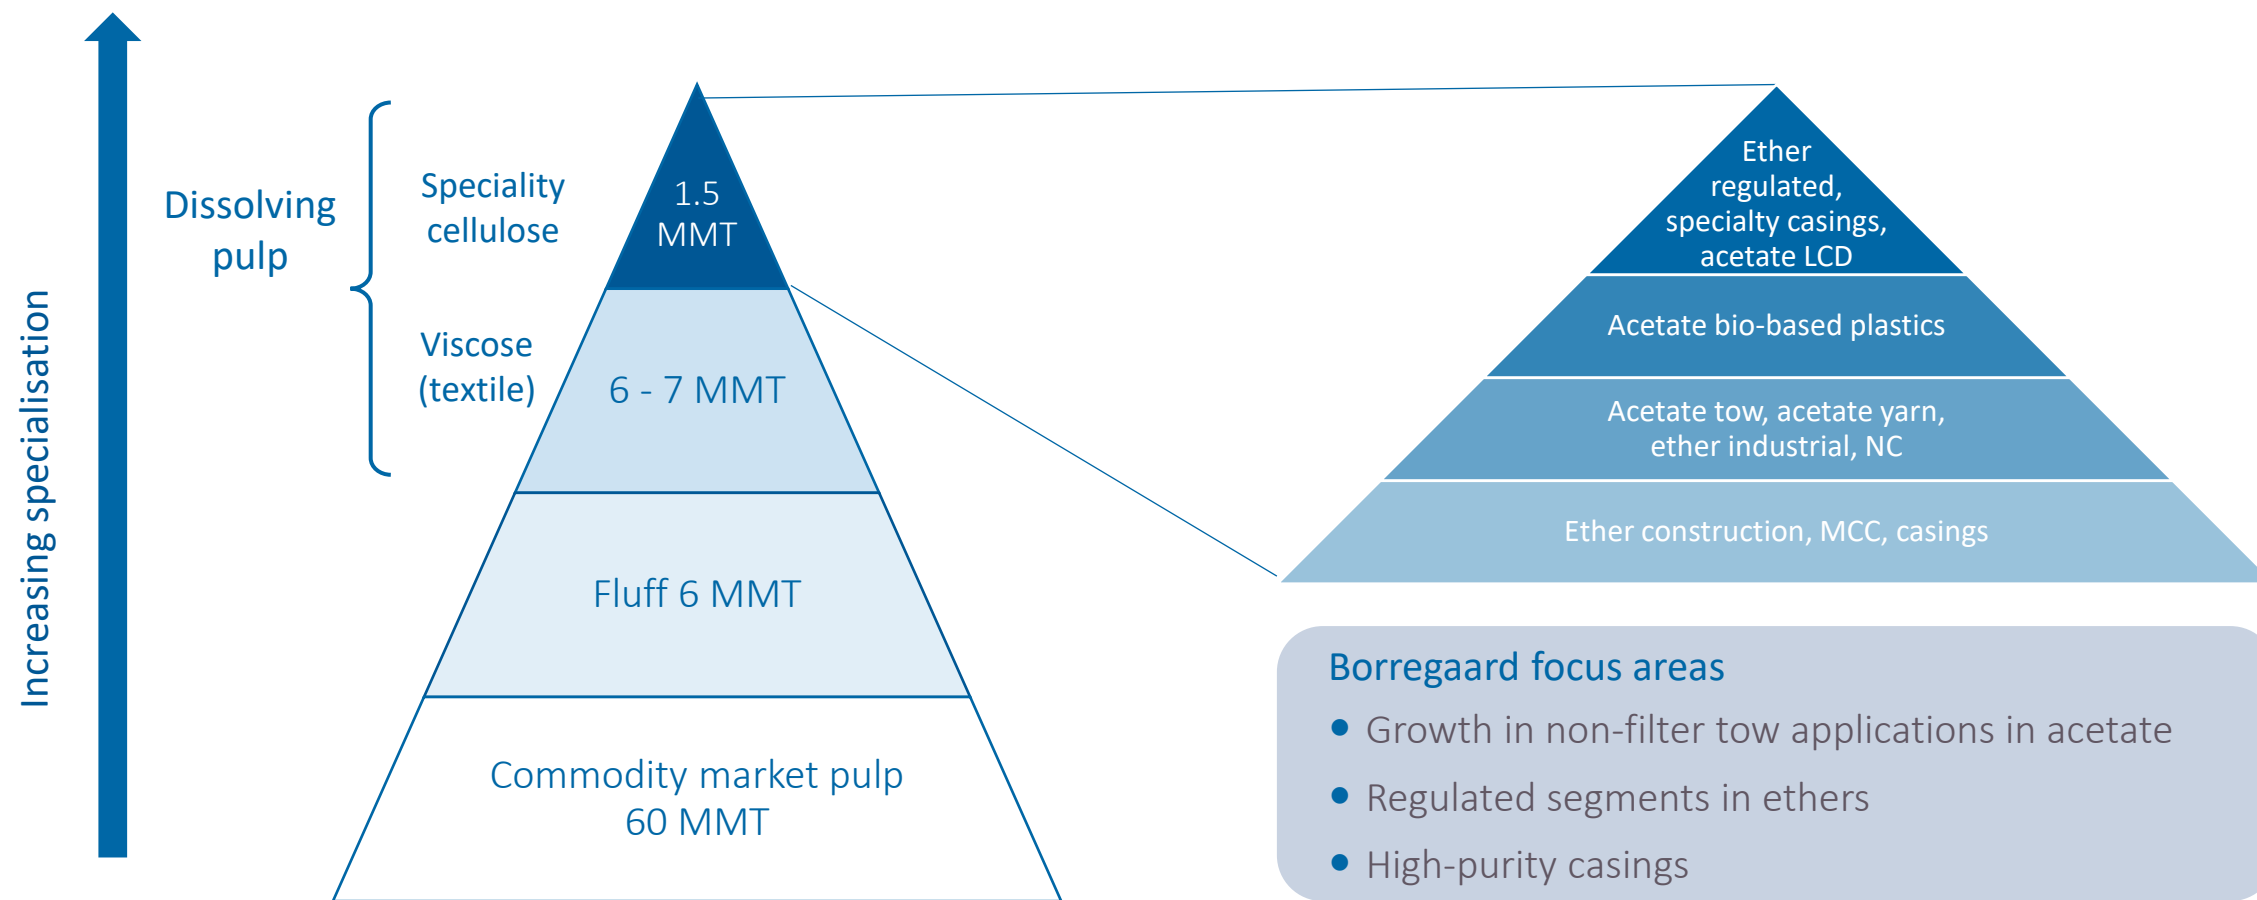 Increasing specialisation
Dissolving
pulp
Speciality
cellulose
Viscose
(textile)
1.5
MMT
6 - 7 MMT
Fluff 6 MMT
Commodity market pulp
60 MMT
Ether
regulated,
specialty casings,
acetate LCD
Acetate bio-based plastics
Acetate tow, acetate yarn,
ether industrial, NC
Ether construction, MCC, casings
Borregaard focus areas
• Growth in non-filter tow applications in acetate
• Regulated segments in ethers
• High-purity casings